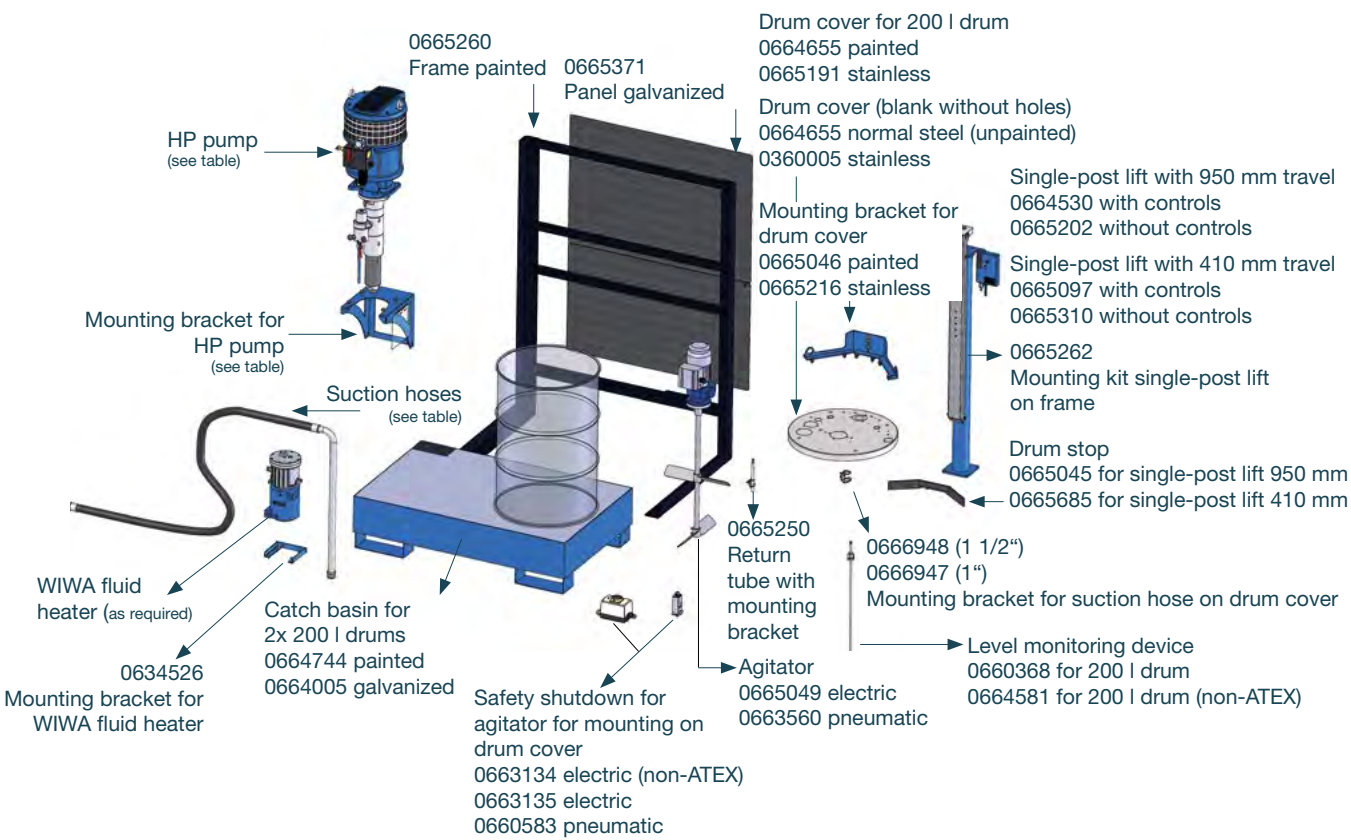 0665260
Frame painted
0665371
Panel galvanized
Drum cover for 200 l drum
0664655 painted
0665191 stainless
Drum cover (blank without holes)
0664655 normal steel (unpainted)
0360005 stainless
HP pump
(see table)
Mounting bracket for
drum cover
0665046 painted
0665216 stainless
Single-post lift with 950 mm travel
0664530 with controls
0665202 without controls
Single-post lift with 410 mm travel
0665097 with controls
0665310 without controls
0665262
Mounting kit single-post lift
on frame
Mounting bracket for
HP pump
(see table)
Suction hoses
(see table)
Drum stop
0665045 for single-post lift 950 mm
0665685 for single-post lift 410 mm
WIWA fluid
heater (as required)
0634526
Mounting bracket for
WIWA fluid heater
Catch basin for
2x 200 l drums
0664744 painted
0664005 galvanized
Safety shutdown for
agitator for mounting on
drum cover
0663134 electric (non-ATEX)
0663135 electric
0660583 pneumatic
0665250
Return
tube with
mounting
bracket
Agitator
0665049 electric
0663560 pneumatic
0666948 (1 1/2“)
0666947 (1“)
Mounting bracket for suction hose on drum cover
Level monitoring device
0660368 for 200 l drum
0664581 for 200 l drum (non-ATEX)